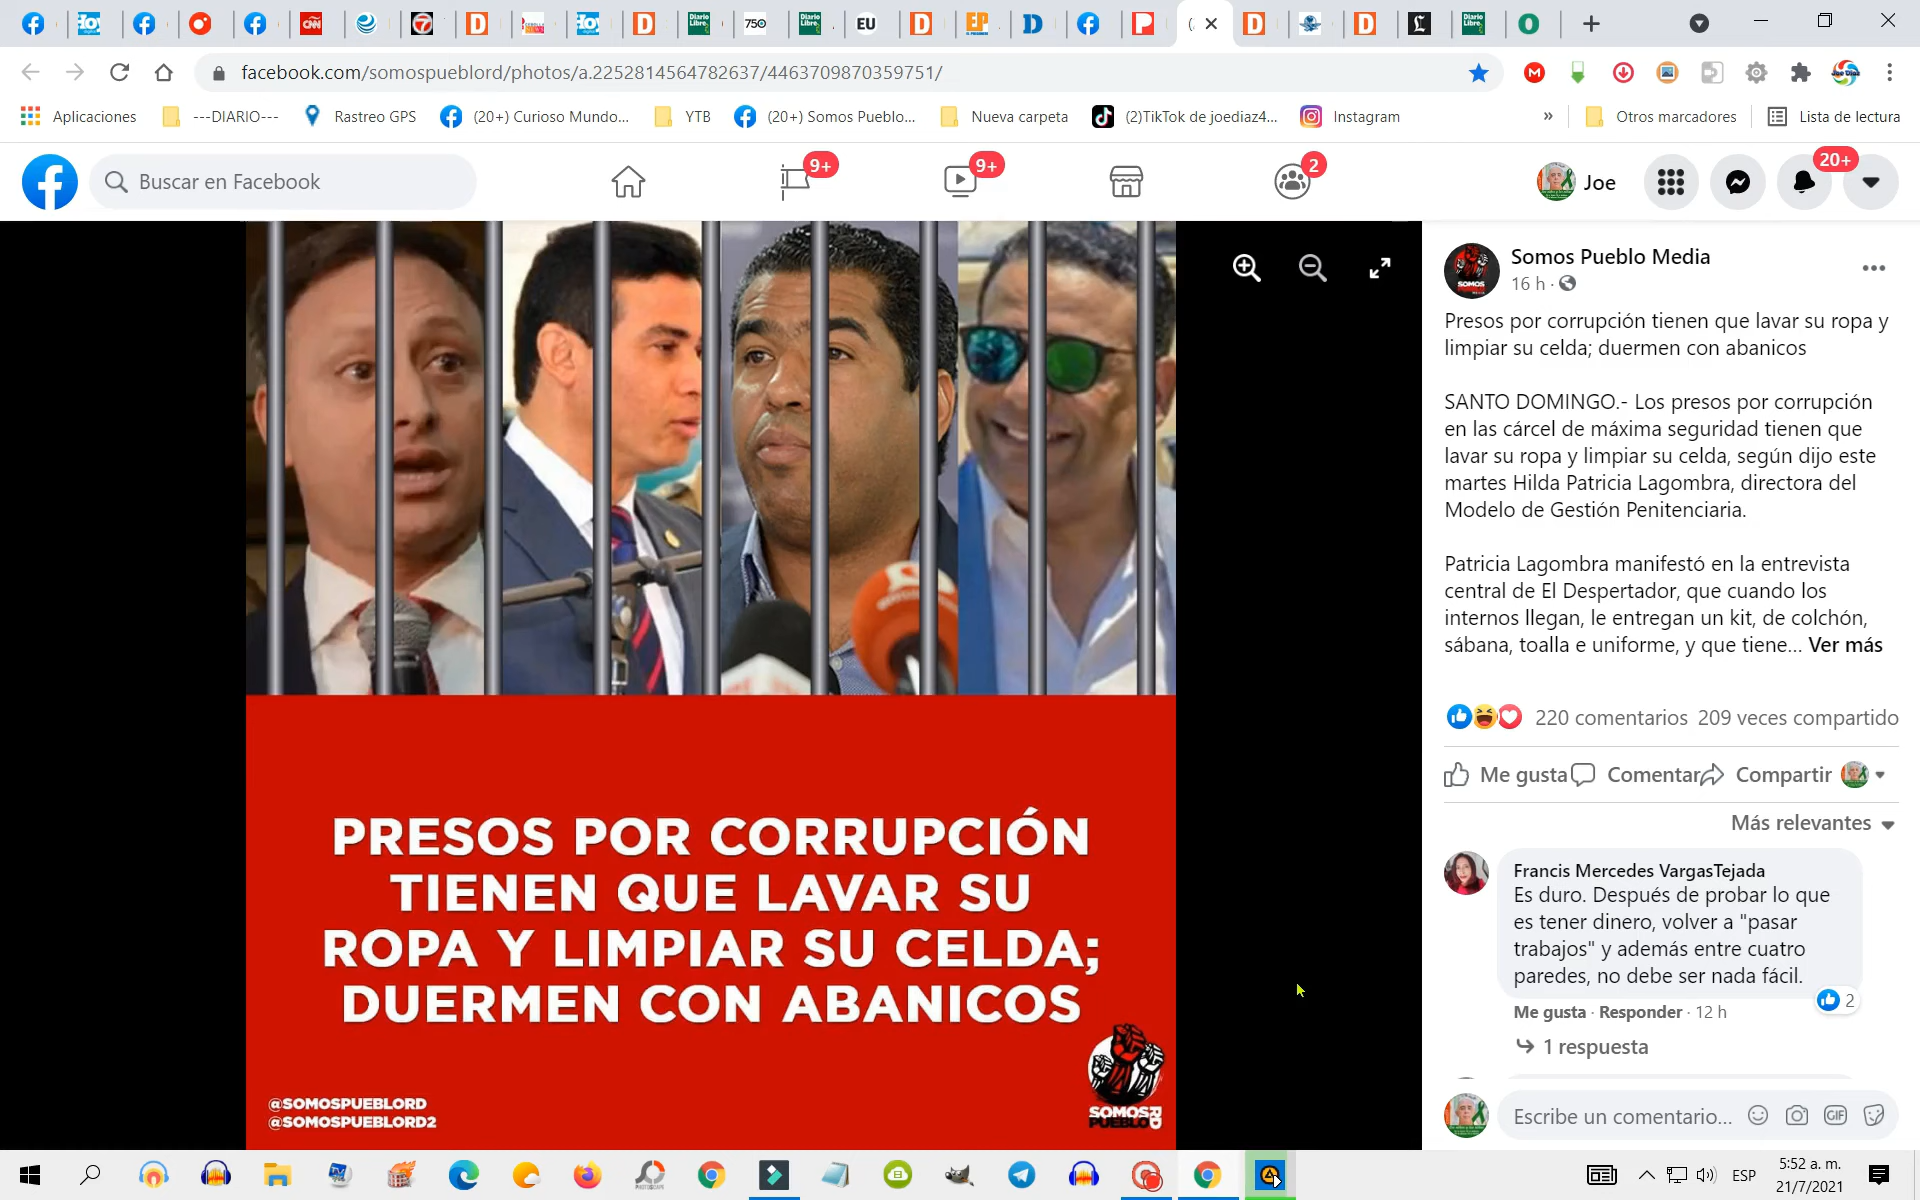 750
EU
EP
facebook.com/somospueblord/photos/a.2252814564782637/4463709870359751/
Aplicaciones
---DIARIO---
Rastreo GPS
(20+) Curioso Mundo...
YTB
(20+) Somos Pueblo...
Nueva carpeta
(2)TikTok de joediaz4...
Instagram
»
Otros marcadores
Lista de lectura
Buscar en Facebook
9+
9+
2
Joe
20+
Somos Pueblo Media
16 h ·
Presos por corrupción tienen que lavar su ropa y
limpiar su celda; duermen con abanicos
SANTO DOMINGO.- Los presos por corrupción
en las cárcel de máxima seguridad tienen que
lavar su ropa y limpiar su celda, según dijo este
martes Hilda Patricia Lagombra, directora del
Modelo de Gestión Penitenciaria.
Patricia Lagombra manifestó en la entrevista
central de El Despertador, que cuando los
internos llegan, le entregan un kit, de colchón,
sábana, toalla e uniforme, y que tiene... Ver más
220 comentarios 209 veces compartido
Me gusta Comentar Compartir
Más relevantes
Francis Mercedes VargasTejada
Es duro. Después de probar lo que
es tener dinero, volver a "pasar
trabajos" y además entre cuatro
paredes, no debe ser nada fácil.
2
Me gusta · Responder · 12 h
1 respuesta
Escribe un comentario...
GIF
PRESOS POR CORRUPCIÓN
TIENEN QUE LAVAR SU
ROPA Y LIMPIAR SU CELDA;
DUERMEN CON ABANICOS
@SOMOSPUEBLORD
@SOMOSPUEBLORD2
SOMOS
PUEBLO RD
ESP
5:52 a. m.
21/7/2021